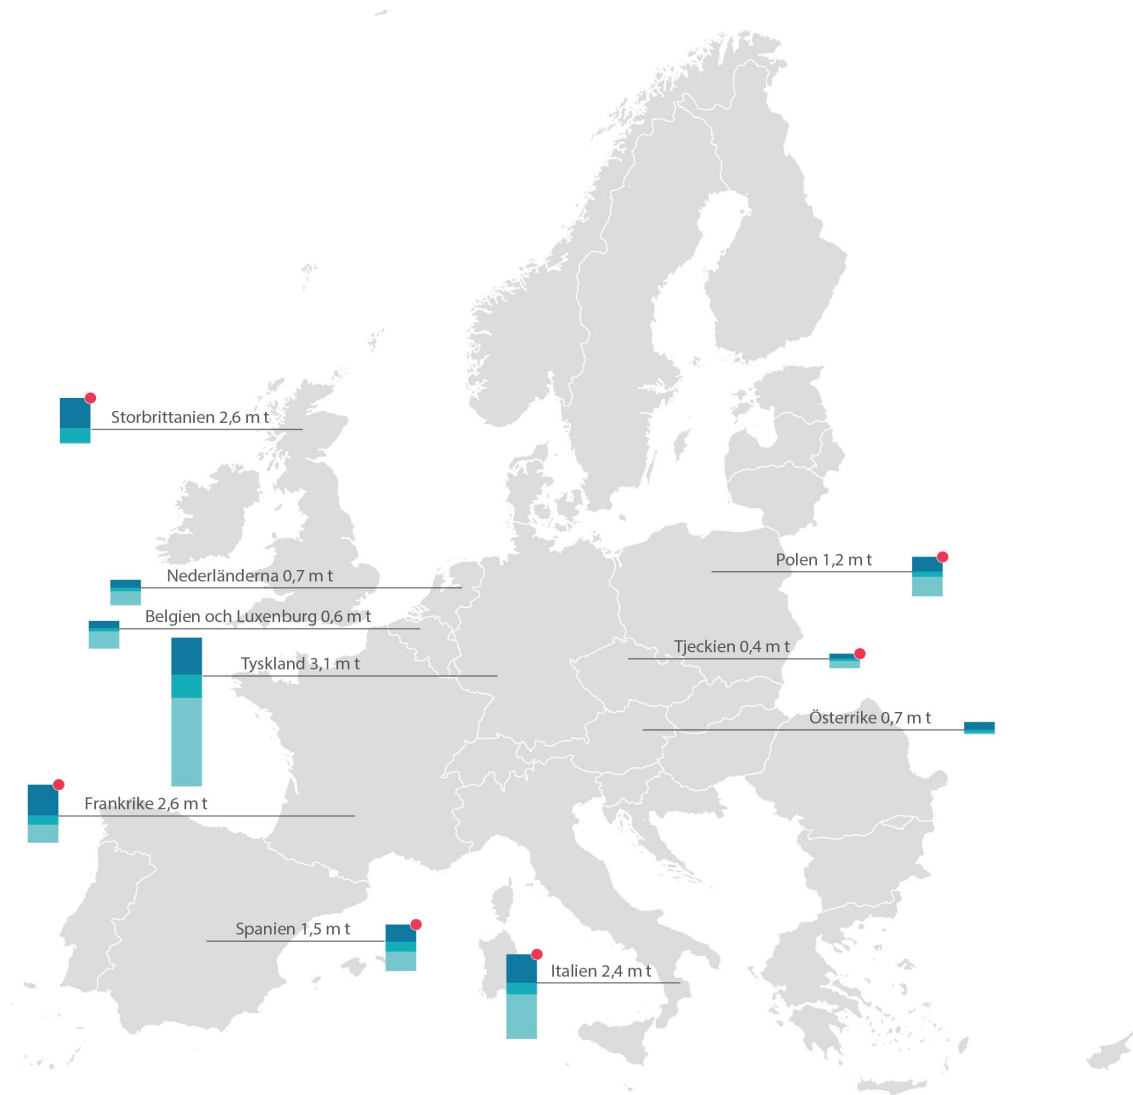 Storbrittanien 2,6 m t
Polen 1,2 m t
Nederländerna 0,7 m t
Belgien och Luxenburg 0,6 m t
Tjeckien 0,4 m t
Tyskland 3,1 m t
Österrike 0,7 m t
Frankrike 2,6 m t
Spanien 1,5 m t
Italien 2,4 m t